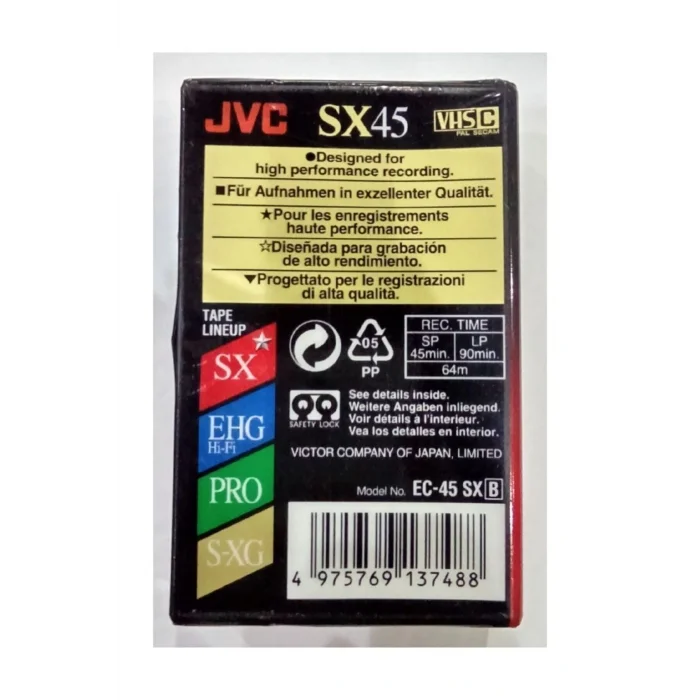 JVC SX45 VHSC
PAL SECAM
●Designed for
high performance recording.
■Für Aufnahmen in exzellenter Qualität.
★Pour les enregistrements
haute performance.
☆Diseñada para grabación
de alto rendimiento.
▼Progettato per le registrazioni
di alta qualità.
TAPE
LINEUP
SX
EHG
Hi-Fi
PRO
S-XG
05
PP
REC. TIME
SP LP
45min. 90min.
64m
SAFETY LOCK
See details inside.
Weitere Angaben inliegend.
Voir détails à l'interieur.
Vea los detalles en interior.
VICTOR COMPANY OF JAPAN, LIMITED
Model No. EC-45 SX B
4 975769 137488